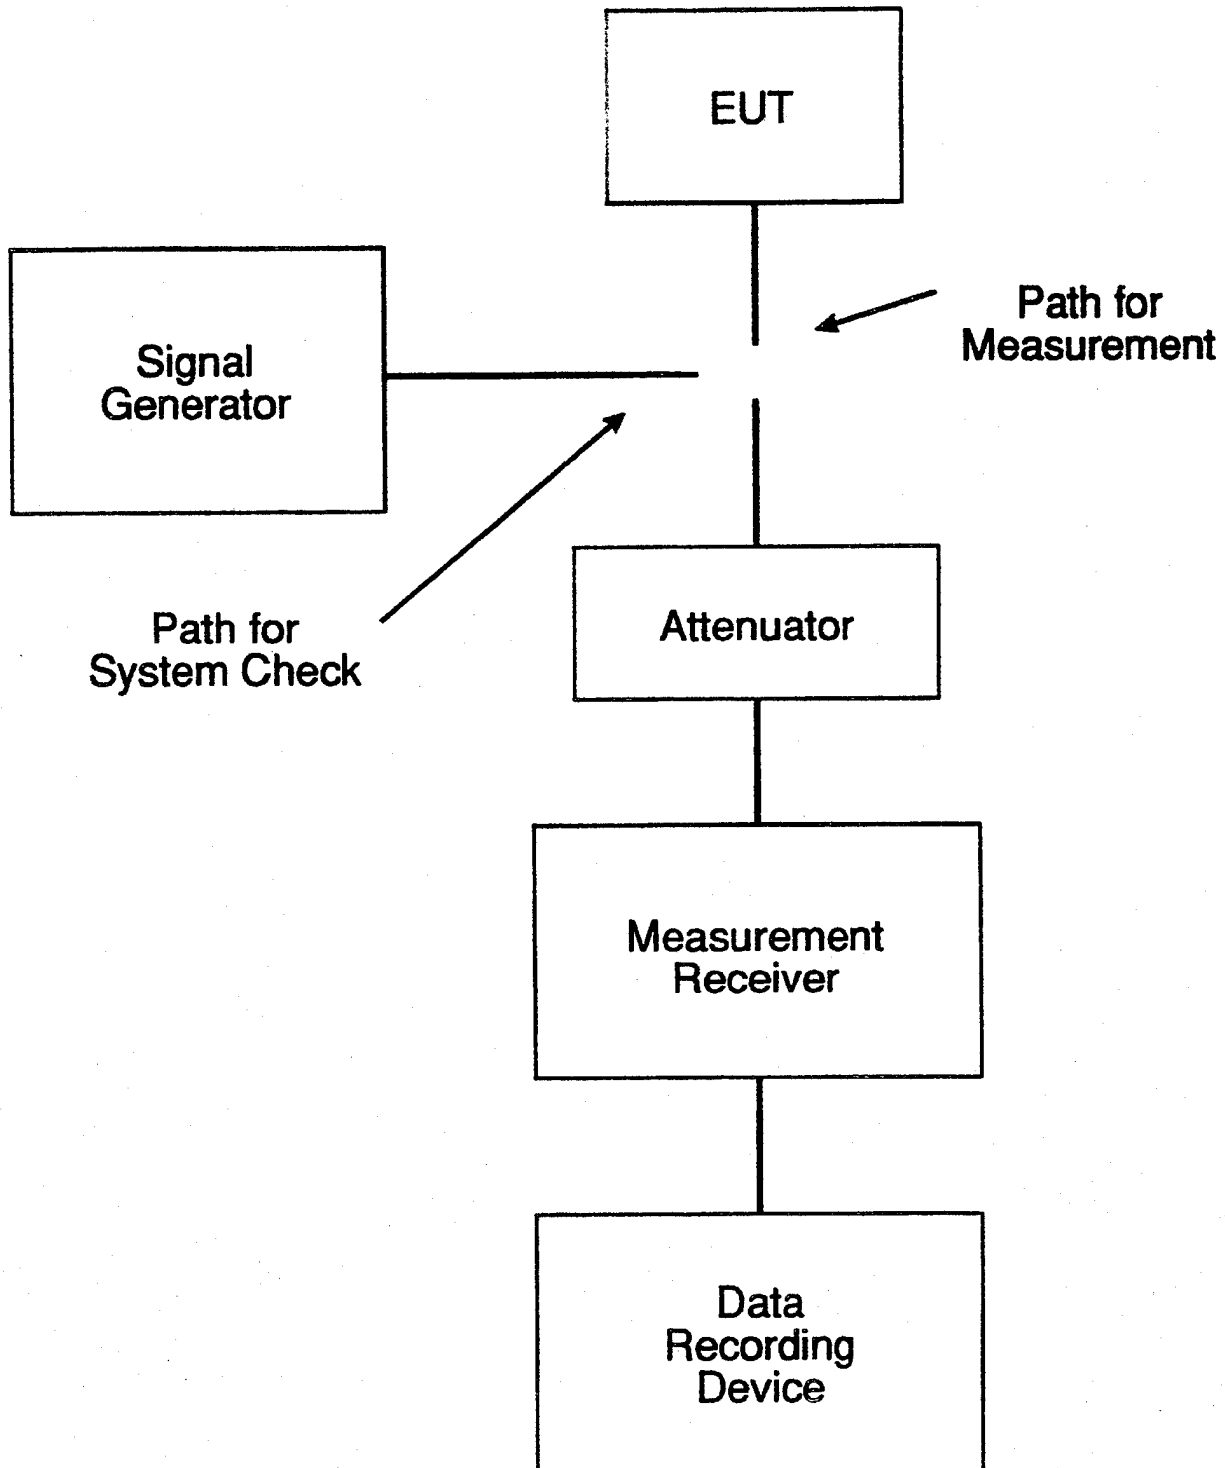 EUT
Path for
Measurement
Signal
Generator
Path for
System Check
Attenuator
Measurement
Receiver
Data
Recording
Device